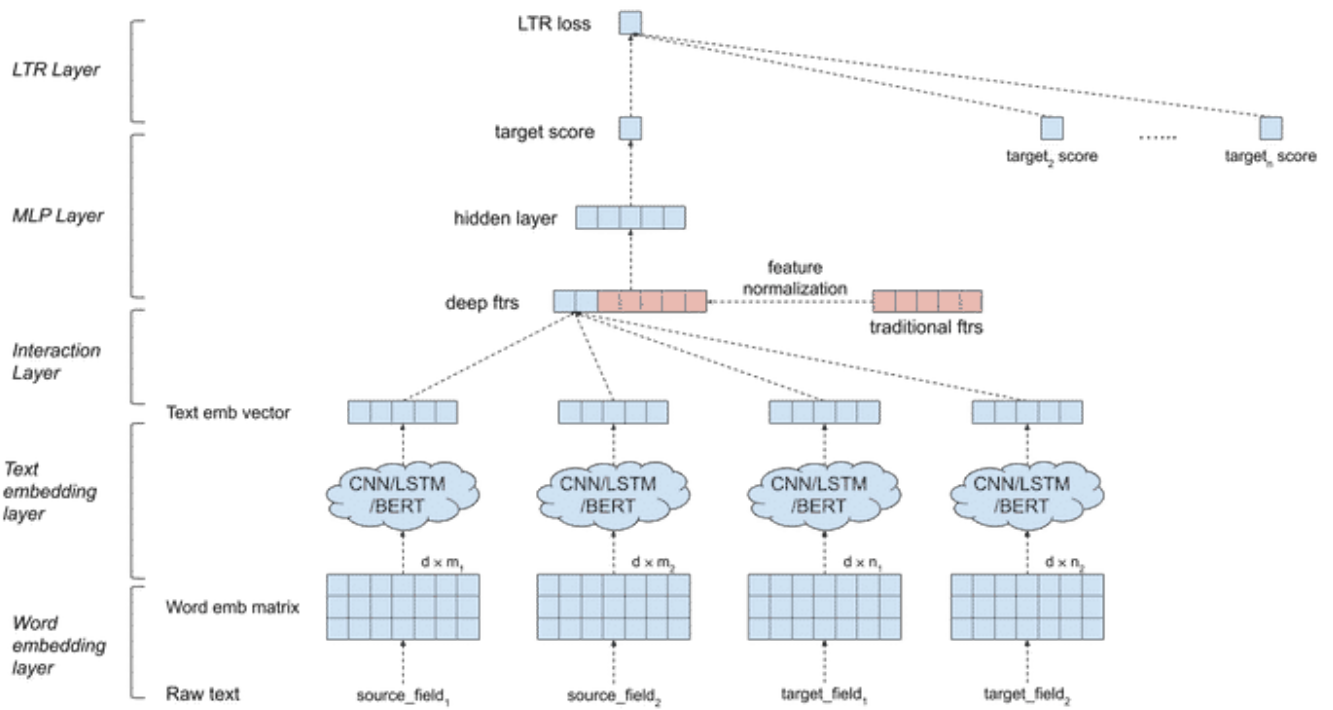 LTR loss
LTR Layer
target score
target₂ score
......
targetₙ score
MLP Layer
hidden layer
feature
normalization
deep ftrs
traditional ftrs
Interaction
Layer
Text emb vector
Text
embedding
layer
CNN/LSTM
/BERT
CNN/LSTM
/BERT
CNN/LSTM
/BERT
CNN/LSTM
/BERT
d × m₁
d × m₂
d × n₁
d × n₂
Word emb matrix
Word
embedding
layer
Raw text
source_field₁
source_field₂
target_field₁
target_field₂